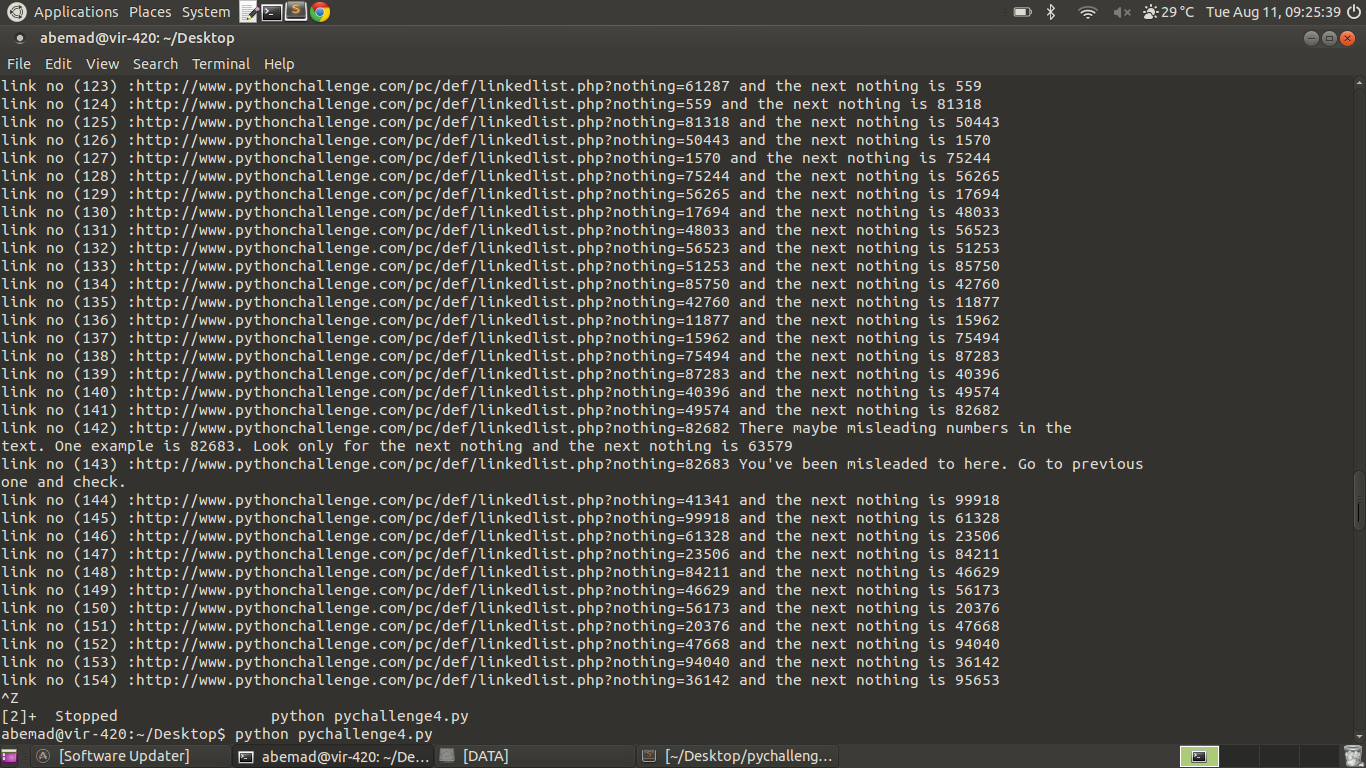 Applications Places System 29 °C Tue Aug 11, 09:25:39
abemad@vir-420: ~/Desktop
File Edit View Search Terminal Help
link no (123) :http://www.pythonchallenge.com/pc/def/linkedlist.php?nothing=61287 and the next nothing is 559
link no (124) :http://www.pythonchallenge.com/pc/def/linkedlist.php?nothing=559 and the next nothing is 81318
link no (125) :http://www.pythonchallenge.com/pc/def/linkedlist.php?nothing=81318 and the next nothing is 50443
link no (126) :http://www.pythonchallenge.com/pc/def/linkedlist.php?nothing=50443 and the next nothing is 1570
link no (127) :http://www.pythonchallenge.com/pc/def/linkedlist.php?nothing=1570 and the next nothing is 75244
link no (128) :http://www.pythonchallenge.com/pc/def/linkedlist.php?nothing=75244 and the next nothing is 56265
link no (129) :http://www.pythonchallenge.com/pc/def/linkedlist.php?nothing=56265 and the next nothing is 17694
link no (130) :http://www.pythonchallenge.com/pc/def/linkedlist.php?nothing=17694 and the next nothing is 48033
link no (131) :http://www.pythonchallenge.com/pc/def/linkedlist.php?nothing=48033 and the next nothing is 56523
link no (132) :http://www.pythonchallenge.com/pc/def/linkedlist.php?nothing=56523 and the next nothing is 51253
link no (133) :http://www.pythonchallenge.com/pc/def/linkedlist.php?nothing=51253 and the next nothing is 85750
link no (134) :http://www.pythonchallenge.com/pc/def/linkedlist.php?nothing=85750 and the next nothing is 42760
link no (135) :http://www.pythonchallenge.com/pc/def/linkedlist.php?nothing=42760 and the next nothing is 11877
link no (136) :http://www.pythonchallenge.com/pc/def/linkedlist.php?nothing=11877 and the next nothing is 15962
link no (137) :http://www.pythonchallenge.com/pc/def/linkedlist.php?nothing=15962 and the next nothing is 75494
link no (138) :http://www.pythonchallenge.com/pc/def/linkedlist.php?nothing=75494 and the next nothing is 87283
link no (139) :http://www.pythonchallenge.com/pc/def/linkedlist.php?nothing=87283 and the next nothing is 40396
link no (140) :http://www.pythonchallenge.com/pc/def/linkedlist.php?nothing=40396 and the next nothing is 49574
link no (141) :http://www.pythonchallenge.com/pc/def/linkedlist.php?nothing=49574 and the next nothing is 82682
link no (142) :http://www.pythonchallenge.com/pc/def/linkedlist.php?nothing=82682 There maybe misleading numbers in the
text. One example is 82683. Look only for the next nothing and the next nothing is 63579
link no (143) :http://www.pythonchallenge.com/pc/def/linkedlist.php?nothing=82683 You've been misleaded to here. Go to previous
one and check.
link no (144) :http://www.pythonchallenge.com/pc/def/linkedlist.php?nothing=41341 and the next nothing is 99918
link no (145) :http://www.pythonchallenge.com/pc/def/linkedlist.php?nothing=99918 and the next nothing is 61328
link no (146) :http://www.pythonchallenge.com/pc/def/linkedlist.php?nothing=61328 and the next nothing is 23506
link no (147) :http://www.pythonchallenge.com/pc/def/linkedlist.php?nothing=23506 and the next nothing is 84211
link no (148) :http://www.pythonchallenge.com/pc/def/linkedlist.php?nothing=84211 and the next nothing is 46629
link no (149) :http://www.pythonchallenge.com/pc/def/linkedlist.php?nothing=46629 and the next nothing is 56173
link no (150) :http://www.pythonchallenge.com/pc/def/linkedlist.php?nothing=56173 and the next nothing is 20376
link no (151) :http://www.pythonchallenge.com/pc/def/linkedlist.php?nothing=20376 and the next nothing is 47668
link no (152) :http://www.pythonchallenge.com/pc/def/linkedlist.php?nothing=47668 and the next nothing is 94040
link no (153) :http://www.pythonchallenge.com/pc/def/linkedlist.php?nothing=94040 and the next nothing is 36142
link no (154) :http://www.pythonchallenge.com/pc/def/linkedlist.php?nothing=36142 and the next nothing is 95653
^Z
[2]+  Stopped                 python pychallenge4.py
abemad@vir-420:~/Desktop$ python pychallenge4.py
[Software Updater] abemad@vir-420: ~/De... [DATA] [~/Desktop/pychalleng...